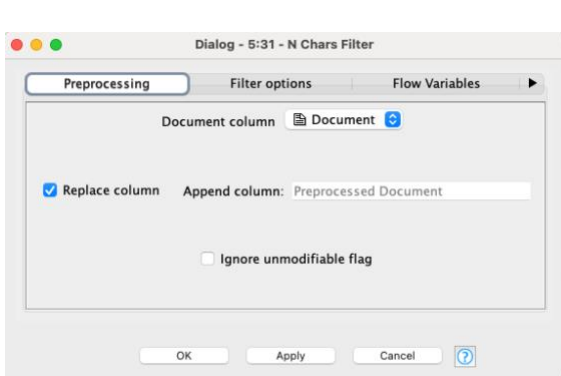 Dialog - 5:31 - N Chars Filter
Preprocessing Filter options Flow Variables
Document column Document
Replace column Append column: Preprocessed Document
Ignore unmodifiable flag
OK Apply Cancel ?